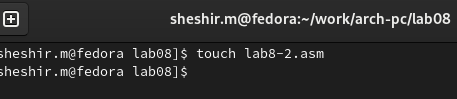 sheshir.m@fedora:~/work/arch-pc/lab08
sheshir.m@fedora lab08]$ touch lab8-2.asm
sheshir.m@fedora lab08]$